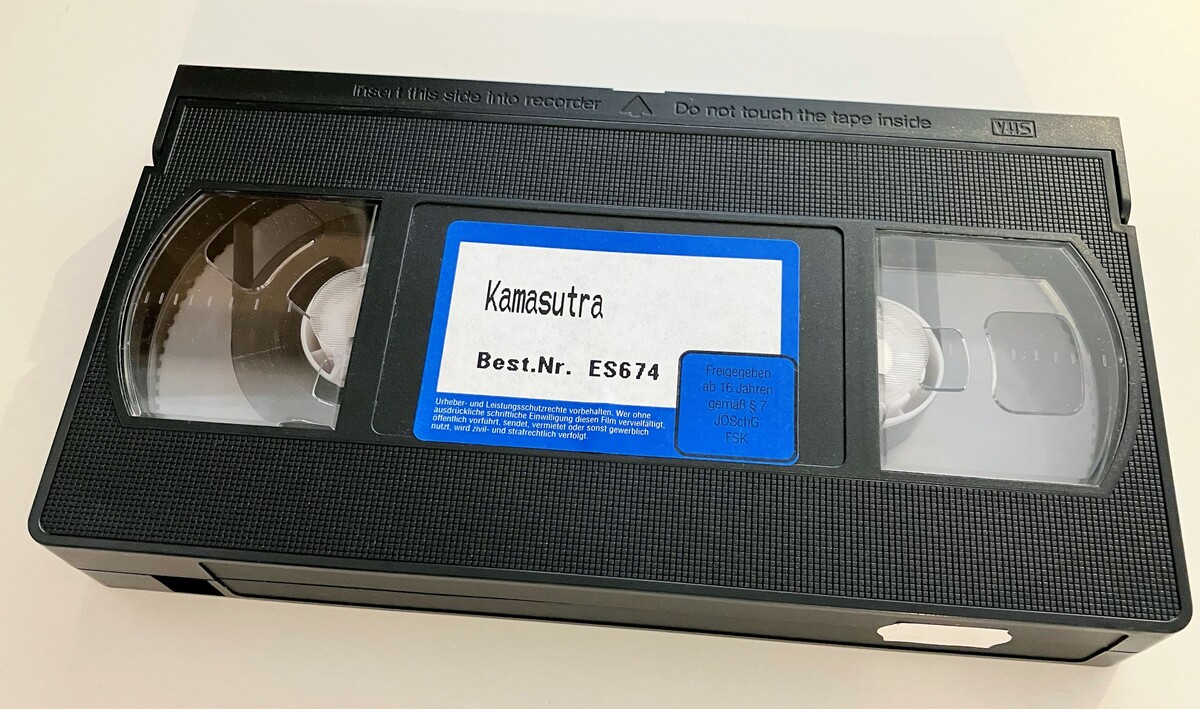 Insert this side into recorder Do not touch the tape inside VHS
Kamasutra
Best.Nr. ES674
Urheber- und Leistungsschutzrechte vorbehalten. Wer ohne
ausdrückliche schriftliche Einwilligung diesen Film vervielfältigt,
öffentlich vorführt, sendet, vermietet oder sonst gewerblich
nutzt, wird zivil- und strafrechtlich verfolgt.
Freigegeben
ab 16 Jahren
gemäß § 7
JÖSchG
FSK